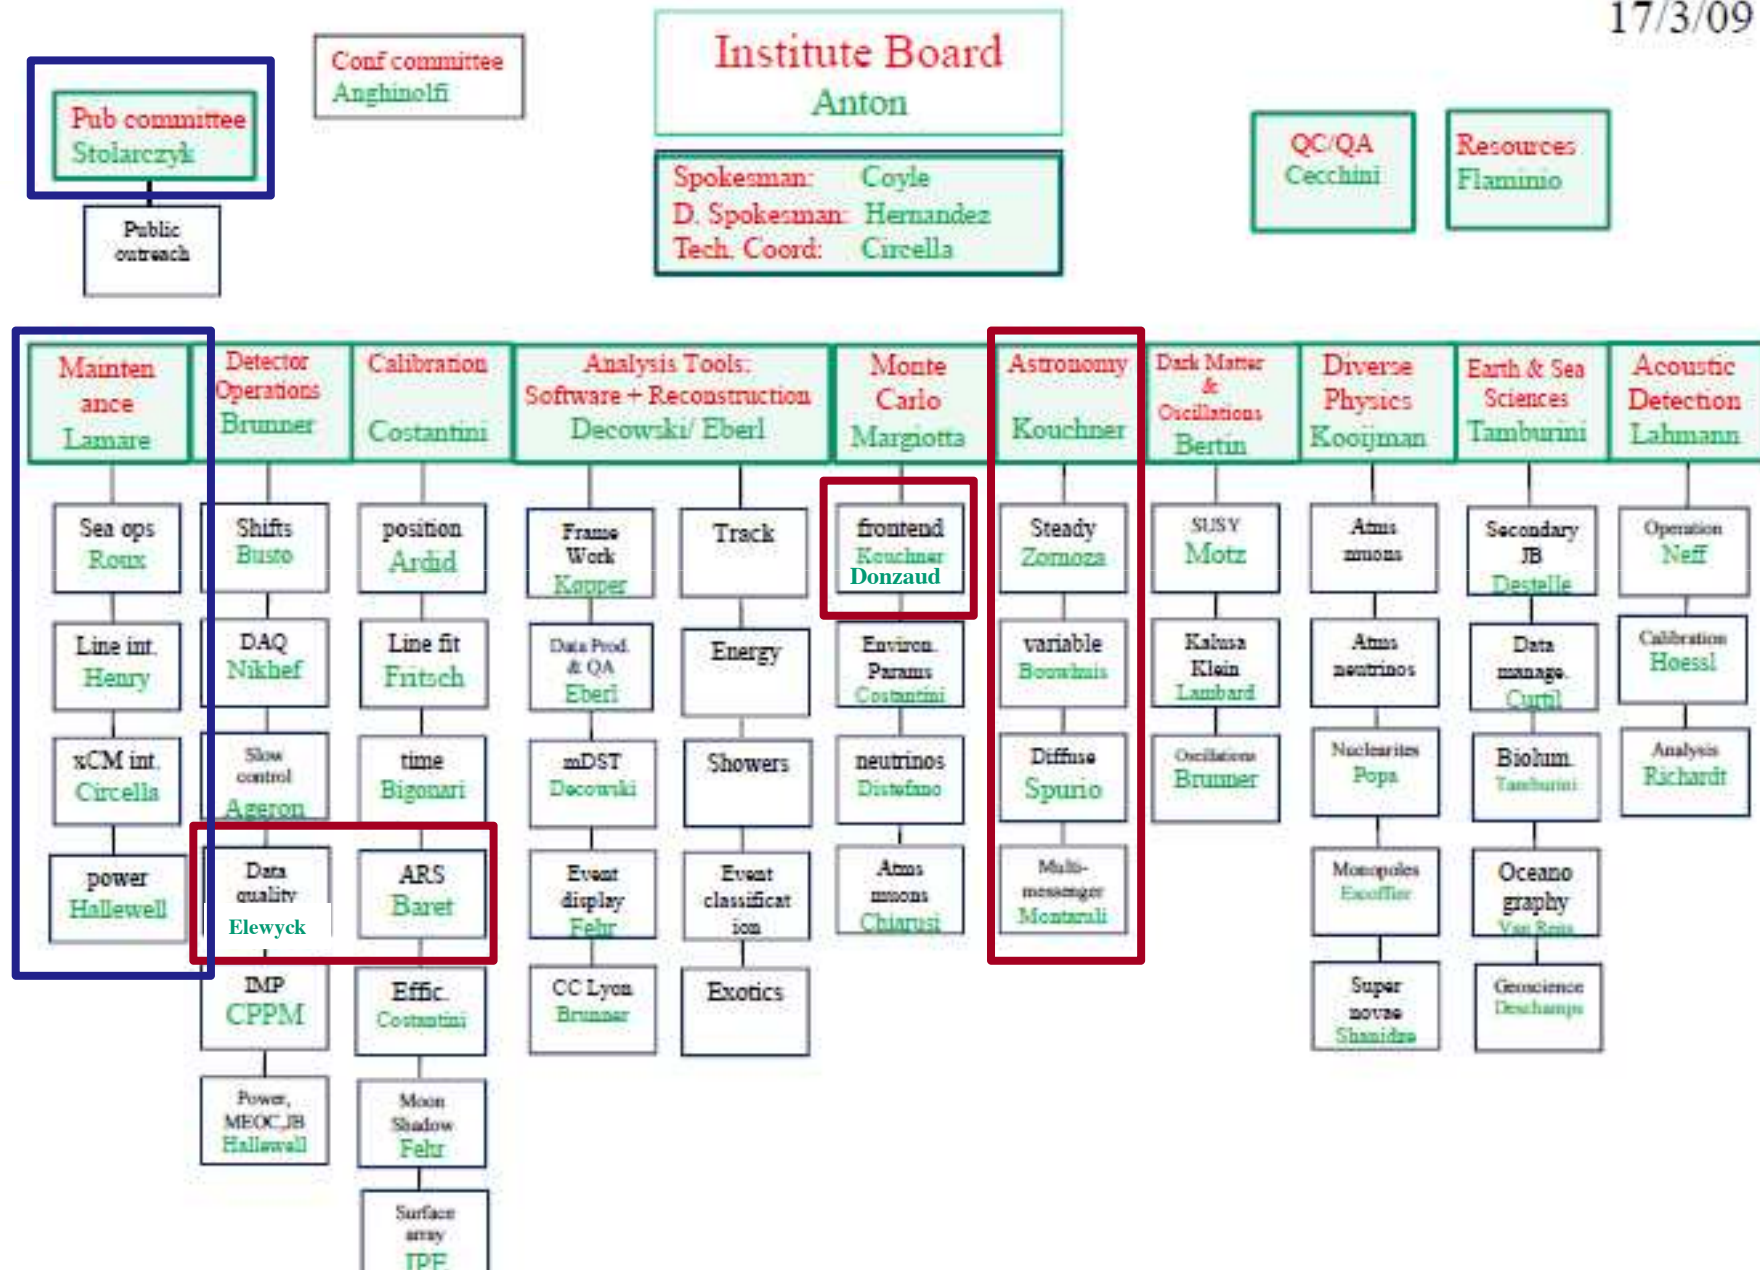 17/3/09
Pub committee
Stolarczyk
Public
outreach
Conf committee
Anghinolfi
Institute Board
Anton
Spokesman: Coyle
D. Spokesman: Hernandez
Tech. Coord: Circella
QC/QA
Cecchini
Resources
Flaminio
Mainten
ance
Lamare
Sea ops
Roux
Line int.
Henry
xCM int.
Circella
power
Hallewell
Detector
Operations
Brunner
Shifts
Busto
DAQ
Nikhef
Slow
control
Ageron
Data
quality
Elewyck
IMP
CPPM
Power,
MEOC,JB
Hallewell
Calibration
Costantini
position
Ardid
Line fit
Fritsch
time
Bigonari
ARS
Baret
Effic.
Costantini
Moon
Shadow
Fehr
Surface
array
Analysis Tools:
Software + Reconstruction
Decowski/ Eberl
Frame
Work
Kopper
Data Prod.
& QA
Eberl
mDST
Decowski
Event
display
Fehr
CC Lyon
Brunner
Track
Energy
Showers
Event
classificat
ion
Exotics
Monte
Carlo
Margiotta
frontend
Kouchner
Donzaud
Environ.
Params
Costantini
neutrinos
Distefano
Atms
muons
Chiarusi
Astronomy
Kouchner
Steady
Zornoza
variable
Bouwhuis
Diffuse
Spurio
Multi-
messenger
Montaruli
Dark Matter
&
Oscillations
Bertin
SUSY
Motz
Kalusa
Klein
Lambard
Oscillations
Brunner
Diverse
Physics
Kooijman
Atms
muons
Atms
neutrinos
Nuclearites
Popa
Monopoles
Escoffier
Super
novae
Shanidze
Earth & Sea
Sciences
Tamburini
Secondary
JB
Destelle
Data
manage.
Curtil
Biolum.
Tamburini
Oceano
graphy
Van
Geoscience
Deschamps
Acoustic
Detection
Lahmann
Operation
Neff
Calibration
Hoessl
Analysis
Richardt